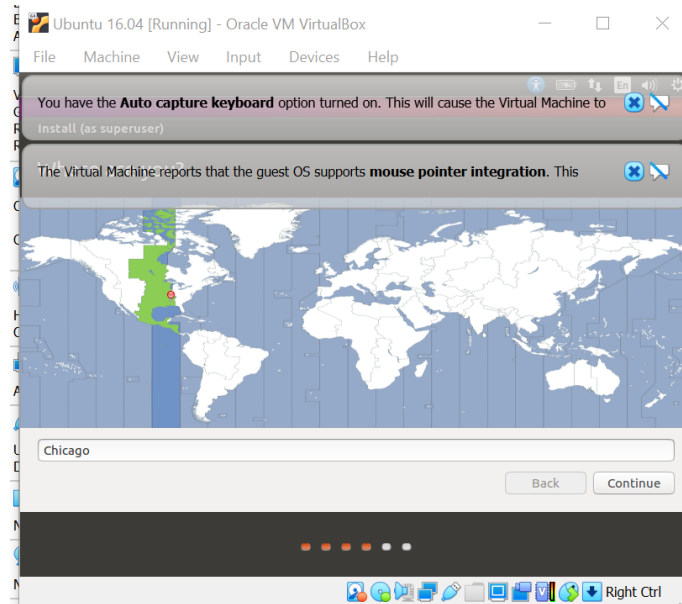 Ubuntu 16.04 [Running] - Oracle VM VirtualBox
File Machine View Input Devices Help
En
You have the Auto capture keyboard option turned on. This will cause the Virtual Machine to
Install (as superuser)
The Virtual Machine reports that the guest OS supports mouse pointer integration. This
Chicago
Back Continue
Right Ctrl